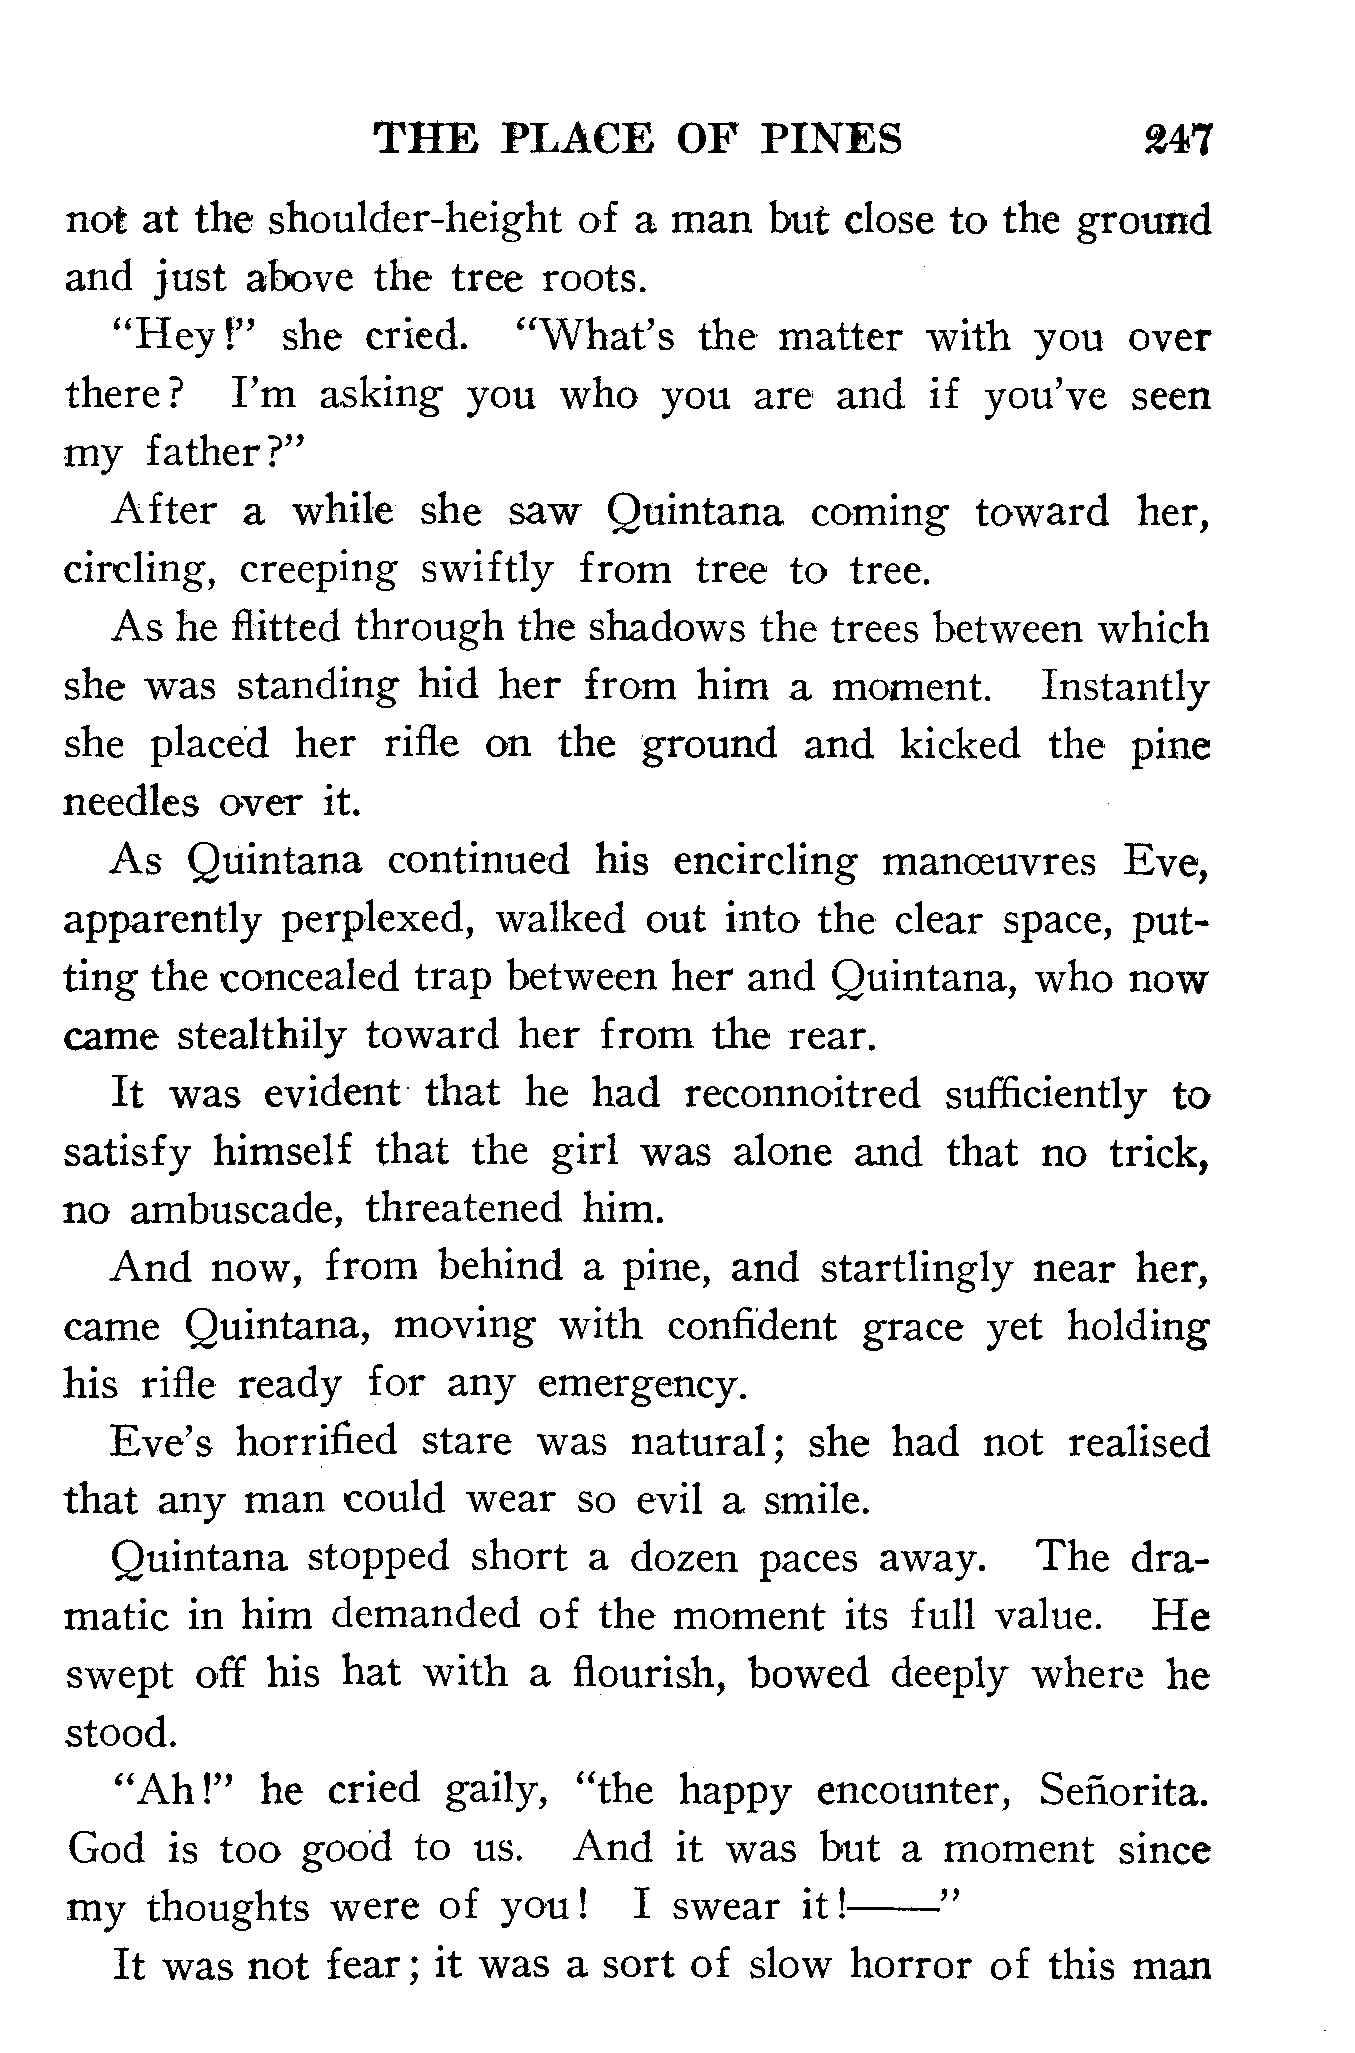 THE PLACE OF PINES 247
not at the shoulder-height of a man but close to the ground
and just above the tree roots.
"Hey!" she cried. "What's the matter with you over
there? I'm asking you who you are and if you've seen
my father?"
After a while she saw Quintana coming toward her,
circling, creeping swiftly from tree to tree.
As he flitted through the shadows the trees between which
she was standing hid her from him a moment. Instantly
she placed her rifle on the ground and kicked the pine
needles over it.
As Quintana continued his encircling manœuvres Eve,
apparently perplexed, walked out into the clear space, put-
ting the concealed trap between her and Quintana, who now
came stealthily toward her from the rear.
It was evident that he had reconnoitred sufficiently to
satisfy himself that the girl was alone and that no trick,
no ambuscade, threatened him.
And now, from behind a pine, and startlingly near her,
came Quintana, moving with confident grace yet holding
his rifle ready for any emergency.
Eve's horrified stare was natural; she had not realised
that any man could wear so evil a smile.
Quintana stopped short a dozen paces away. The dra-
matic in him demanded of the moment its full value. He
swept off his hat with a flourish, bowed deeply where he
stood.
"Ah!" he cried gaily, "the happy encounter, Señorita.
God is too good to us. And it was but a moment since
my thoughts were of you! I swear it!——"
It was not fear; it was a sort of slow horror of this man